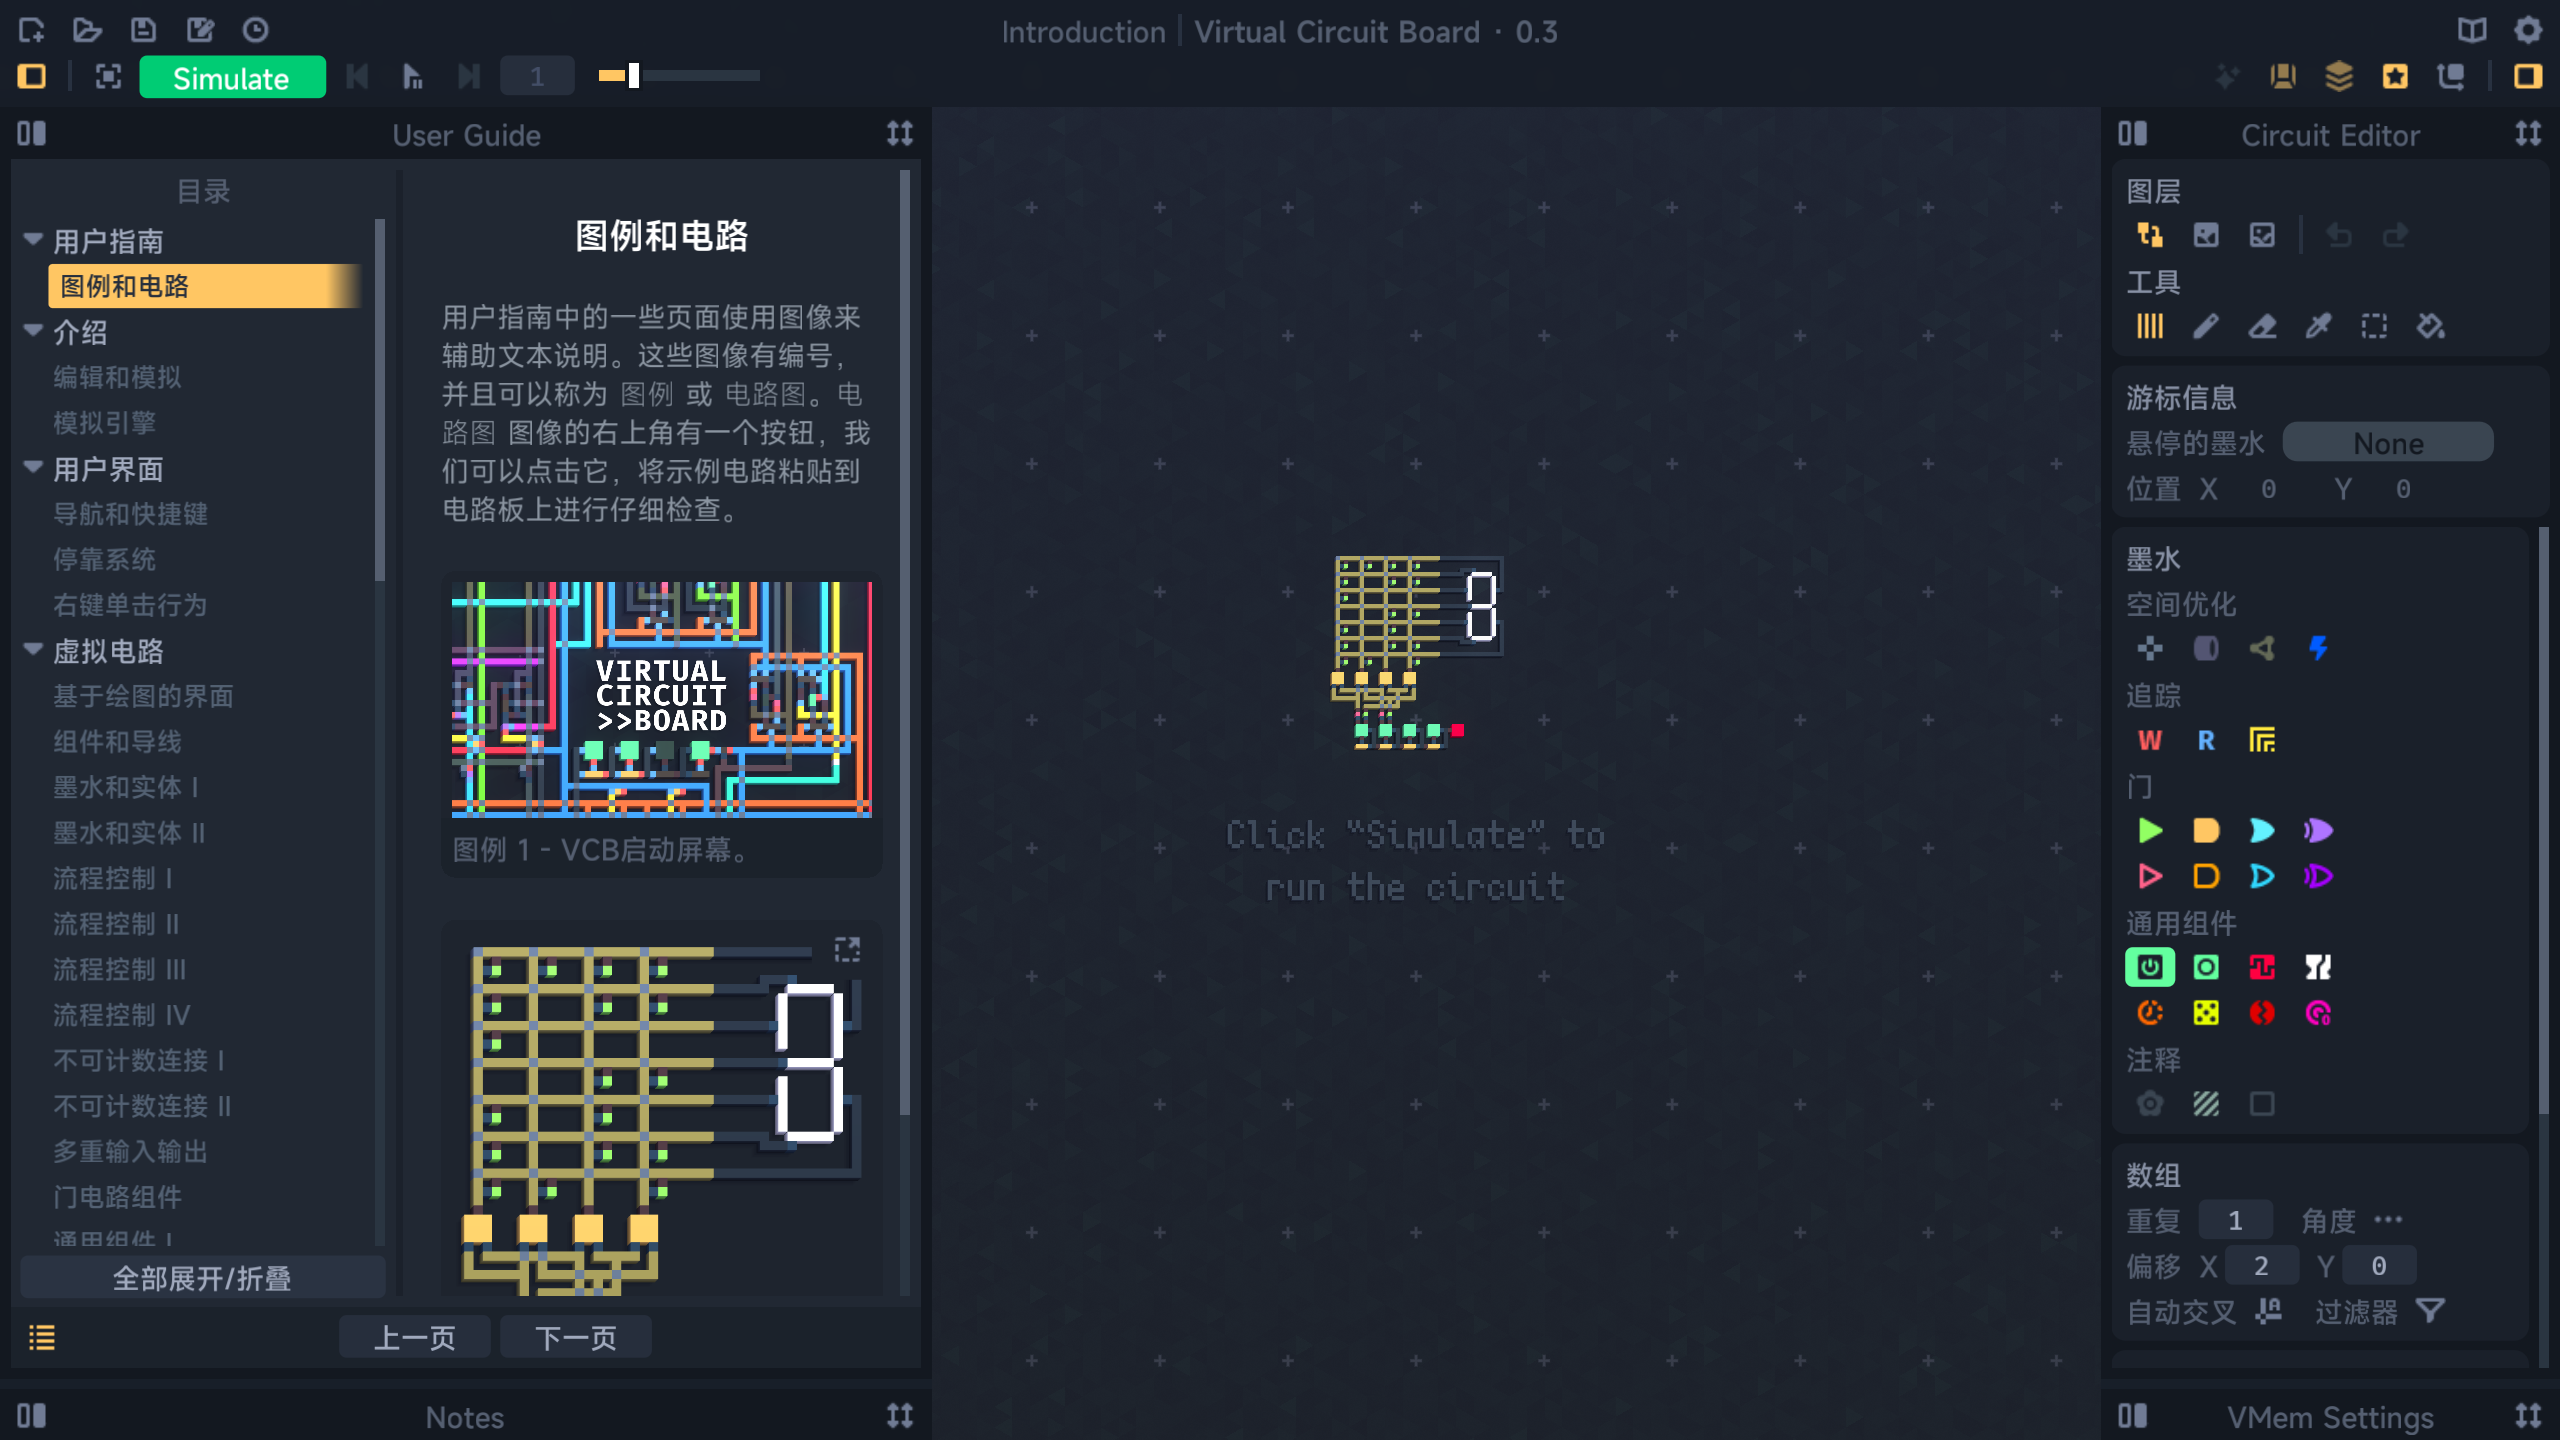 Introduction | Virtual Circuit Board · 0.3
Simulate
1
User Guide
目录
用户指南
图例和电路
介绍
编辑和模拟
模拟引擎
用户界面
导航和快捷键
停靠系统
右键单击行为
虚拟电路
基于绘图的界面
组件和导线
墨水和实体 I
墨水和实体 II
流程控制 I
流程控制 II
流程控制 III
流程控制 IV
不可计数连接 I
不可计数连接 II
多重输入输出
门电路组件
通用组件 I
全部展开/折叠
图例和电路
用户指南中的一些页面使用图像来
辅助文本说明。这些图像有编号，
并且可以称为 图例 或 电路图。电
路图 图像的右上角有一个按钮，我
们可以点击它，将示例电路粘贴到
电路板上进行仔细检查。
VIRTUAL
CIRCUIT
>>BOARD
图例 1 - VCB启动屏幕。
上一页
下一页
Notes
Click "Simulate" to
run the circuit
Circuit Editor
图层
工具
游标信息
悬停的墨水 None
位置 X 0 Y 0
墨水
空间优化
追踪
W R
门
通用组件
注释
数组
重复 1 角度 ···
偏移 X 2 Y 0
自动交叉 过滤器
VMem Settings